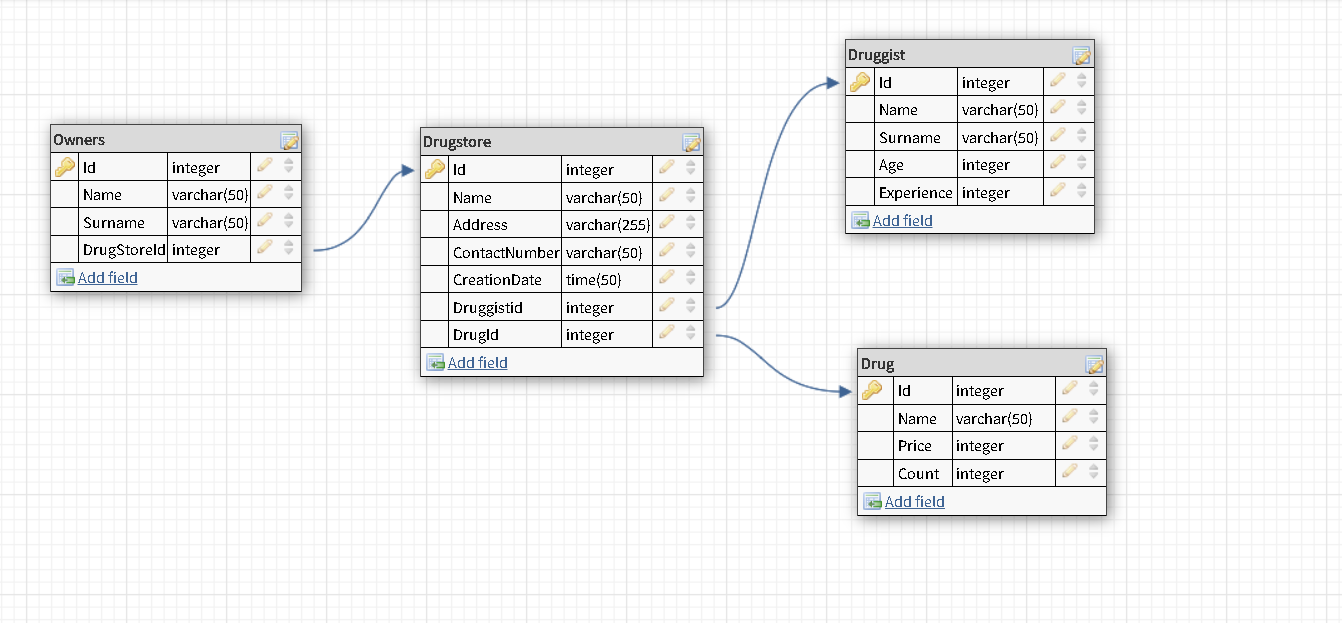 Owners
Id integer
Name varchar(50)
Surname varchar(50)
DrugStoreId integer
Add field
Drugstore
Id integer
Name varchar(50)
Address varchar(255)
ContactNumber varchar(50)
CreationDate time(50)
Druggistid integer
DrugId integer
Add field
Druggist
Id integer
Name varchar(50)
Surname varchar(50)
Age integer
Experience integer
Add field
Drug
Id integer
Name varchar(50)
Price integer
Count integer
Add field